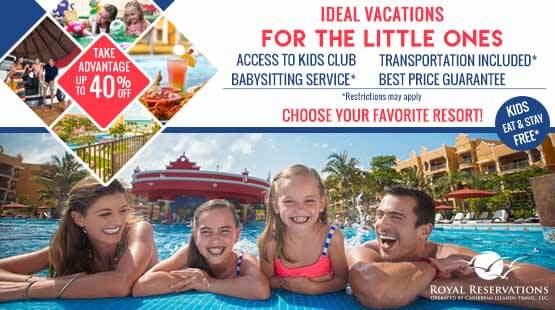 IDEAL VACATIONS
FOR THE LITTLE ONES
ACCESS TO KIDS CLUB
BABYSITTING SERVICE*
TRANSPORTATION INCLUDED*
BEST PRICE GUARANTEE
*Restrictions may apply
CHOOSE YOUR FAVORITE RESORT!
TAKE
ADVANTAGE
UP TO 40% OFF
KIDS
EAT & STAY
FREE*
ROYAL RESERVATIONS
OPERATED BY CARIBBEAN ISLANDS TRAVEL, LLC